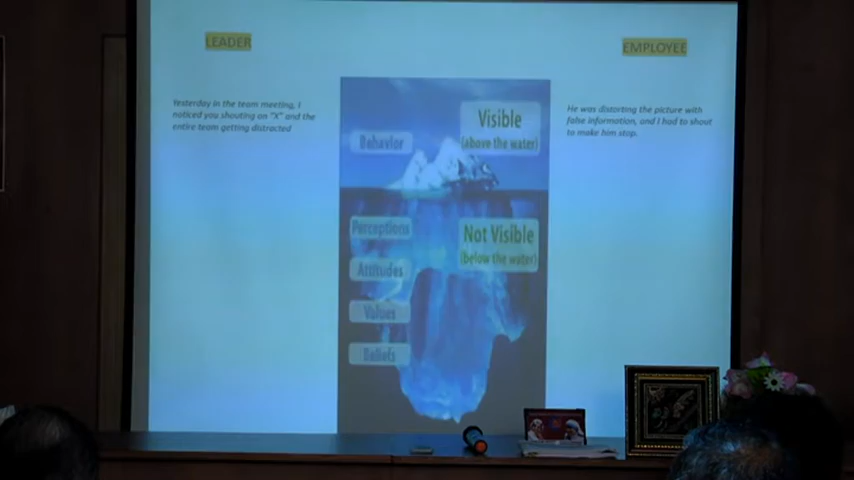 LEADER
EMPLOYEE
Yesterday in the team meeting, I
noticed you shouting on "X" and the
entire team getting distracted
He was distorting the picture with
false information, and I had to shout
to make him stop.
Visible
(above the water)
Behavior
Perceptions
Not Visible
(below the water)
Attitudes
Values
Beliefs